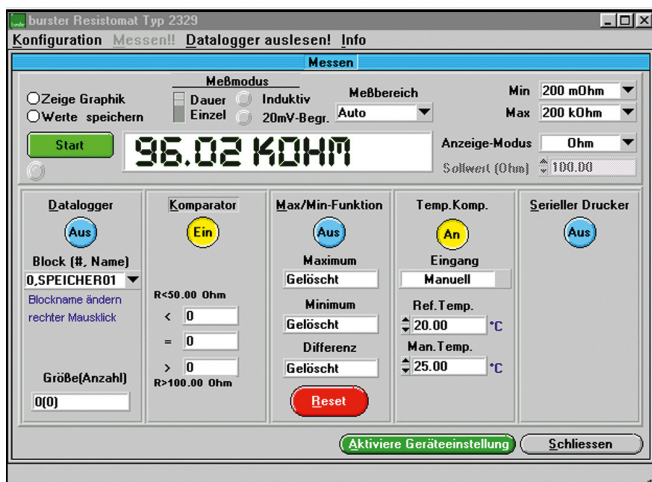 burster Resistomat Typ 2329
Konfiguration Messen!! Datalogger auslesen! Info
Messen
Zeige Graphik
Werte speichern
Meßmodus
Dauer
Einzel
Induktiv
20mV-Begr.
Meßbereich
Auto
Min 200 mOhm
Max 200 kOhm
Start
96.02 KOHM
Anzeige-Modus Ohm
Sollwert (Ohm) 100.00
Datalogger
Aus
Block (#, Name)
0,SPEICHER01
Blockname ändern
rechter Mausklick
Größe(Anzahl)
0(0)
Komparator
Ein
R<50.00 Ohm
< 0
= 0
> 0
R>100.00 Ohm
Max/Min-Funktion
Aus
Maximum
Gelöscht
Minimum
Gelöscht
Differenz
Gelöscht
Reset
Temp.Komp.
An
Eingang
Manuell
Ref.Temp.
20.00 °C
Man.Temp.
25.00 °C
Serieller Drucker
Aus
Aktiviere Geräteeinstellung
Schliessen